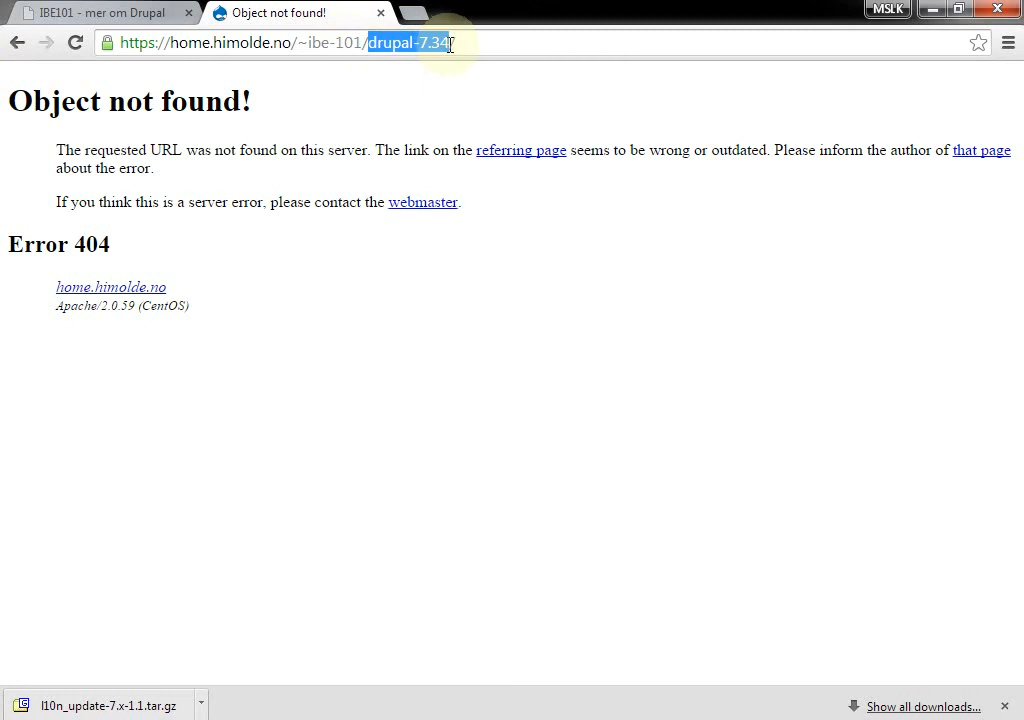 IBE101 - mer om Drupal
Object not found!
MSLK
https://home.himolde.no/~ibe-101/drupal-7.34/
Object not found!
The requested URL was not found on this server. The link on the referring page seems to be wrong or outdated. Please inform the author of that page
about the error.
If you think this is a server error, please contact the webmaster.
Error 404
home.himolde.no
Apache/2.0.59 (CentOS)
l10n_update-7.x-1.1.tar.gz
Show all downloads...